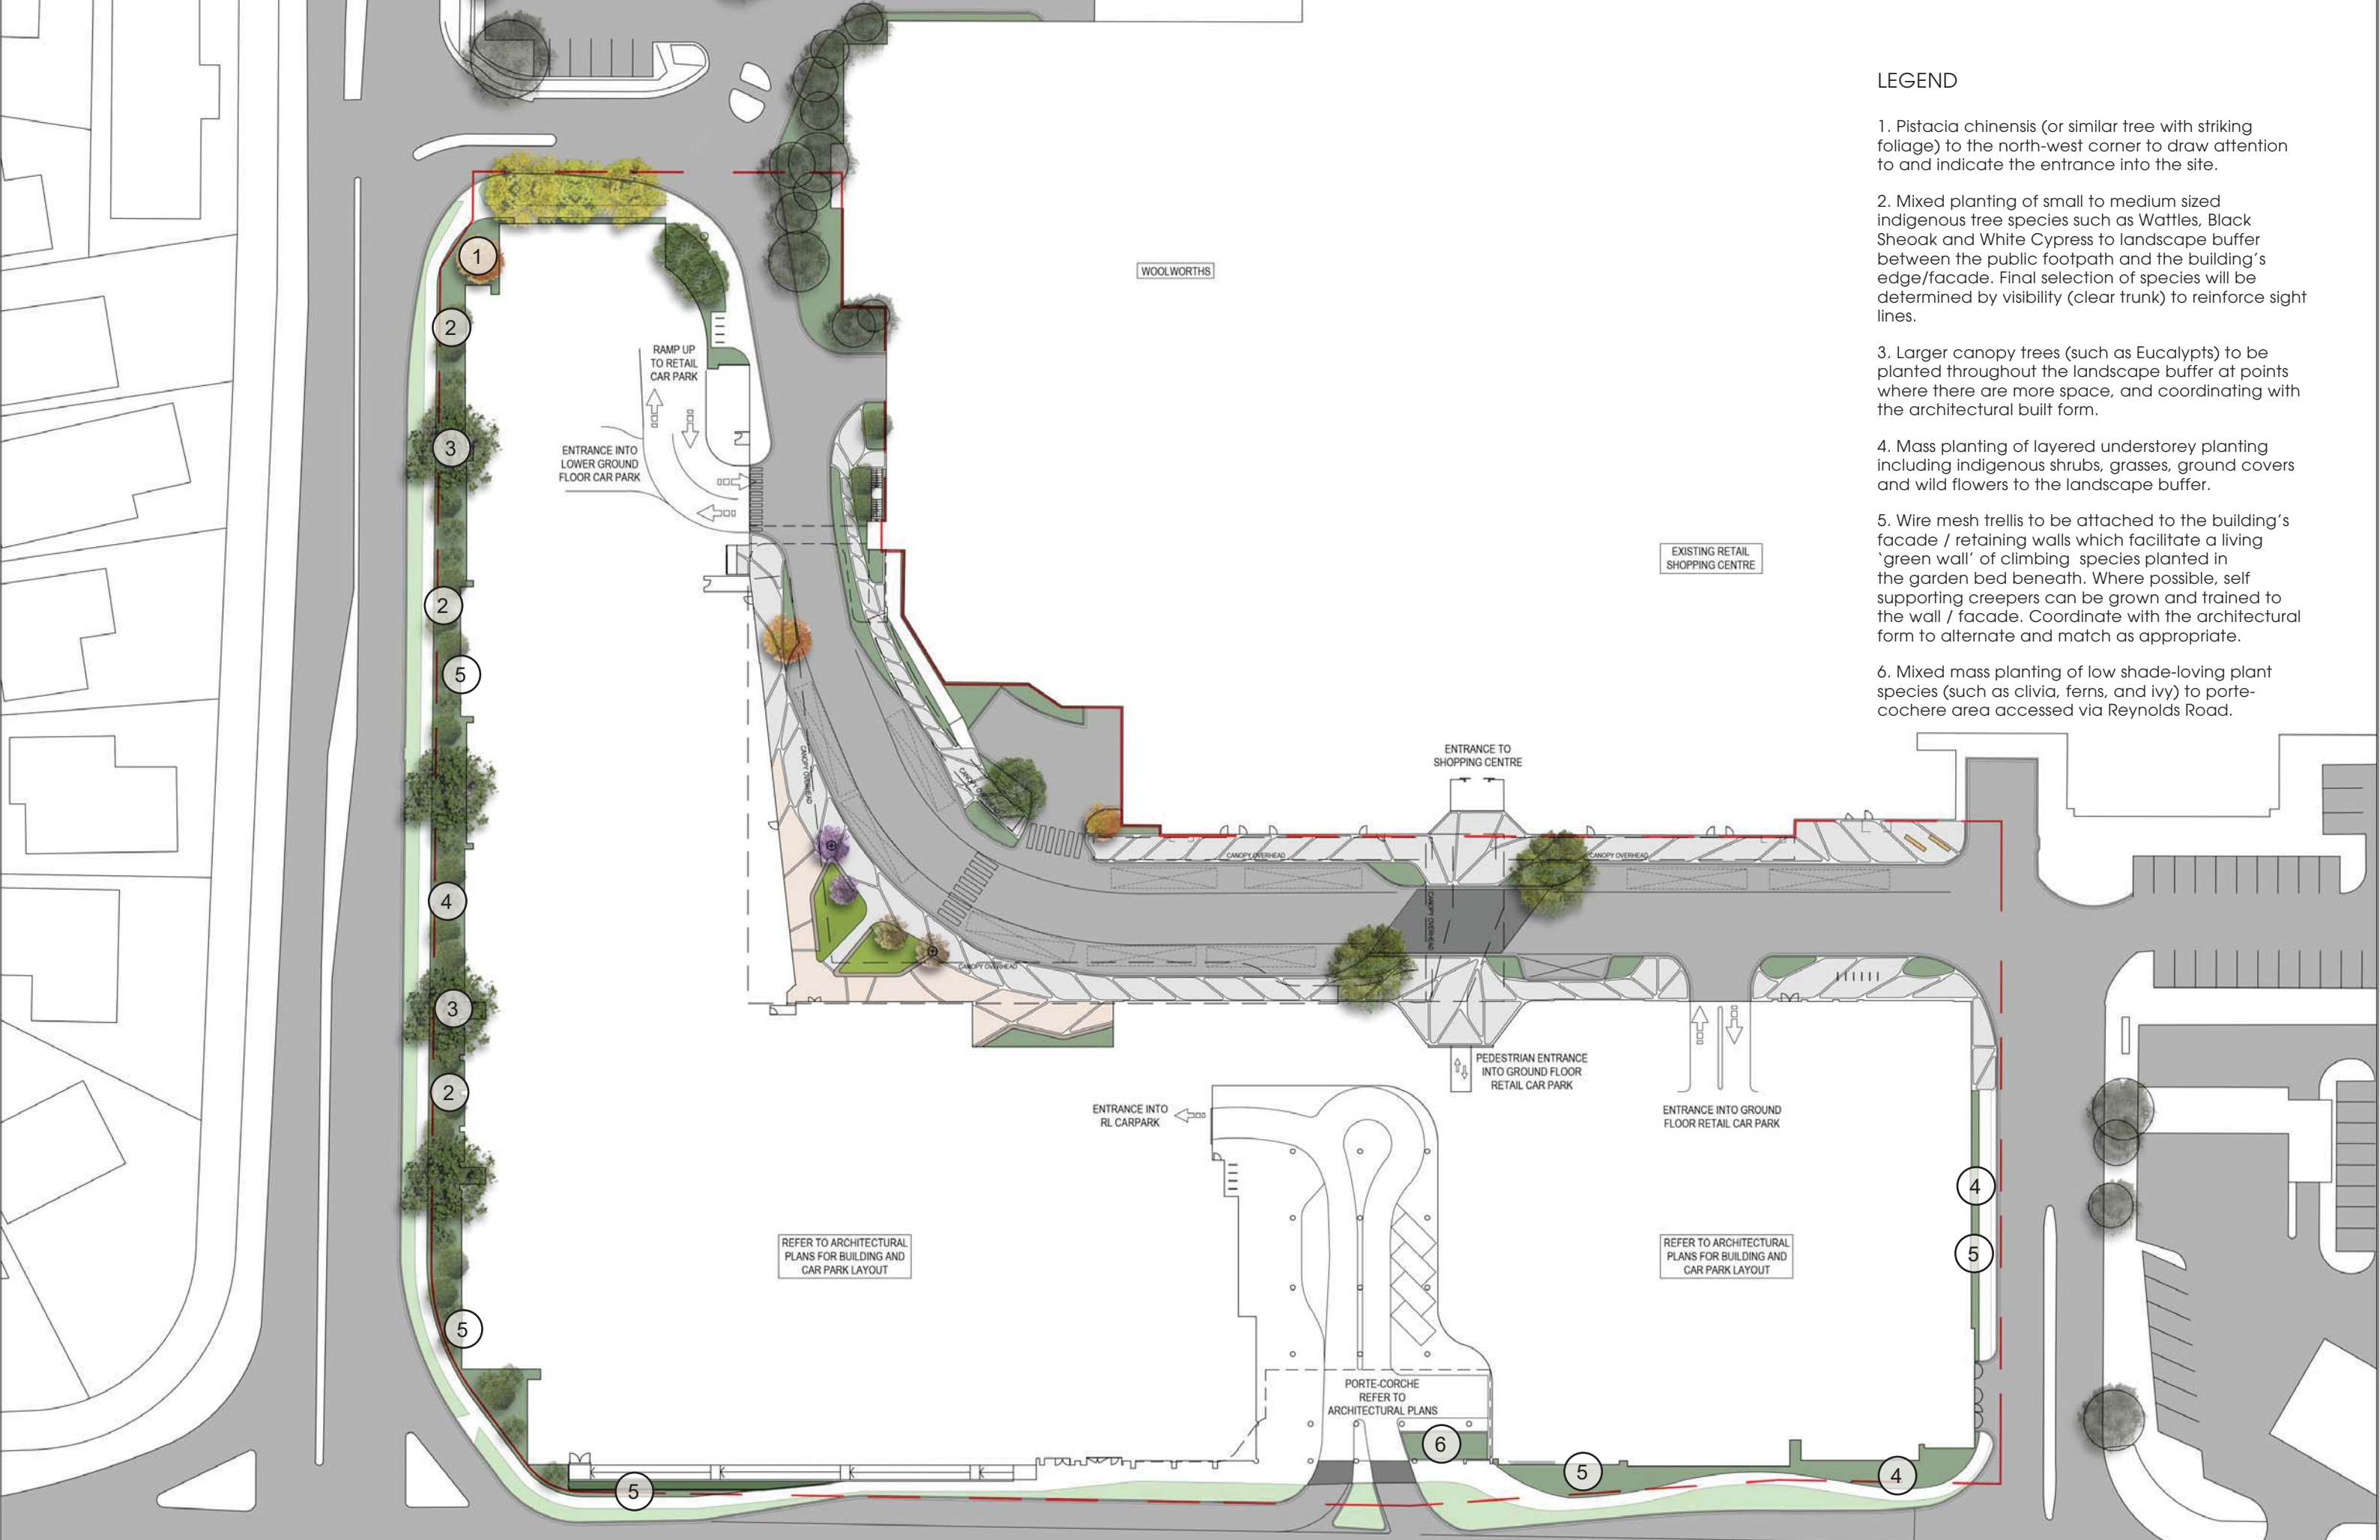 LEGEND
1. Pistacia chinensis (or similar tree with striking
foliage) to the north-west corner to draw attention
to and indicate the entrance into the site.
2. Mixed planting of small to medium sized
indigenous tree species such as Wattles, Black
Sheoak and White Cypress to landscape buffer
between the public footpath and the building's
edge/facade. Final selection of species will be
determined by visibility (clear trunk) to reinforce sight
lines.
3. Larger canopy trees (such as Eucalypts) to be
planted throughout the landscape buffer at points
where there are more space, and coordinating with
the architectural built form.
4. Mass planting of layered understorey planting
including indigenous shrubs, grasses, ground covers
and wild flowers to the landscape buffer.
5. Wire mesh trellis to be attached to the building's
facade / retaining walls which facilitate a living
‘green wall’ of climbing  species planted in
the garden bed beneath. Where possible, self
supporting creepers can be grown and trained to
the wall / facade. Coordinate with the architectural
form to alternate and match as appropriate.
6. Mixed mass planting of low shade-loving plant
species (such as clivia, ferns, and ivy) to porte-
cochere area accessed via Reynolds Road.
WOOLWORTHS
1
2
RAMP UP
TO RETAIL
CAR PARK
3
ENTRANCE INTO
LOWER GROUND
FLOOR CAR PARK
EXISTING RETAIL
SHOPPING CENTRE
2
5
CANOPY OVERHEAD
CANOPY OVERHEAD
ENTRANCE TO
SHOPPING CENTRE
CANOPY OVERHEAD
CANOPY OVERHEAD
4
CANOPY OVERHEAD
CANOPY OVERHEAD
3
PEDESTRIAN ENTRANCE
INTO GROUND FLOOR
RETAIL CAR PARK
2
ENTRANCE INTO
RL CARPARK
ENTRANCE INTO GROUND
FLOOR RETAIL CAR PARK
4
REFER TO ARCHITECTURAL
PLANS FOR BUILDING AND
CAR PARK LAYOUT
REFER TO ARCHITECTURAL
PLANS FOR BUILDING AND
CAR PARK LAYOUT
5
5
PORTE-CORCHE
REFER TO
ARCHITECTURAL PLANS
6
5
5
4